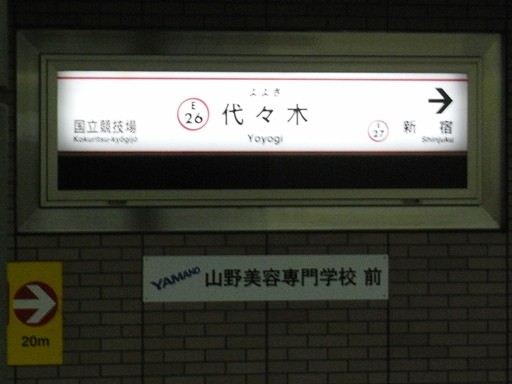 よよぎ
E
26
代々木
Yoyogi
国立競技場
Kokuritsu-kyōgijō
27
新宿
Shinjuku
YAMANO 山野美容専門学校 前
20m